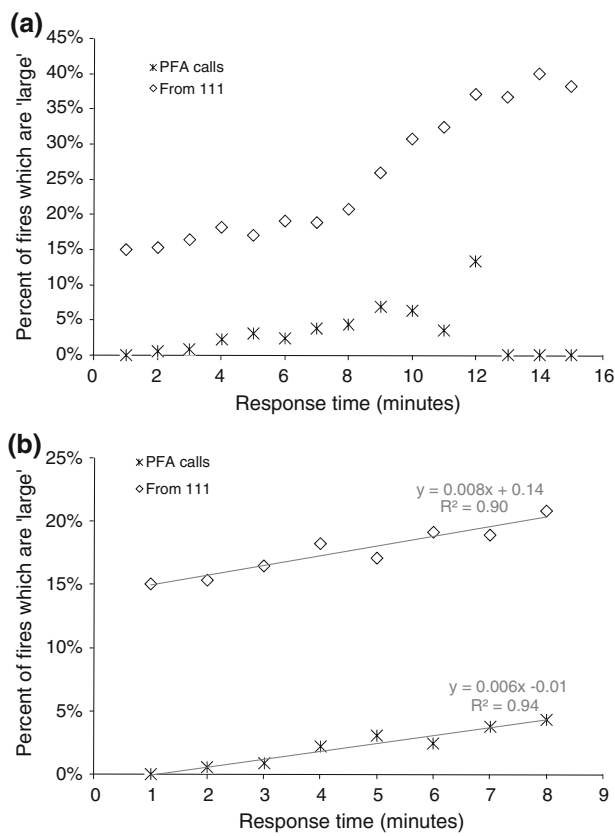 (a)
45%
40%
35%
30%
25%
20%
15%
10%
5%
0%
Percent of fires which are 'large'
PFA calls
From 111
0 2 4 6 8 10 12 14 16
Response time (minutes)
(b)
25%
20%
15%
10%
5%
0%
Percent of fires which are 'large'
PFA calls
From 111
y = 0.008x + 0.14
R² = 0.90
y = 0.006x -0.01
R² = 0.94
0 1 2 3 4 5 6 7 8 9
Response time (minutes)